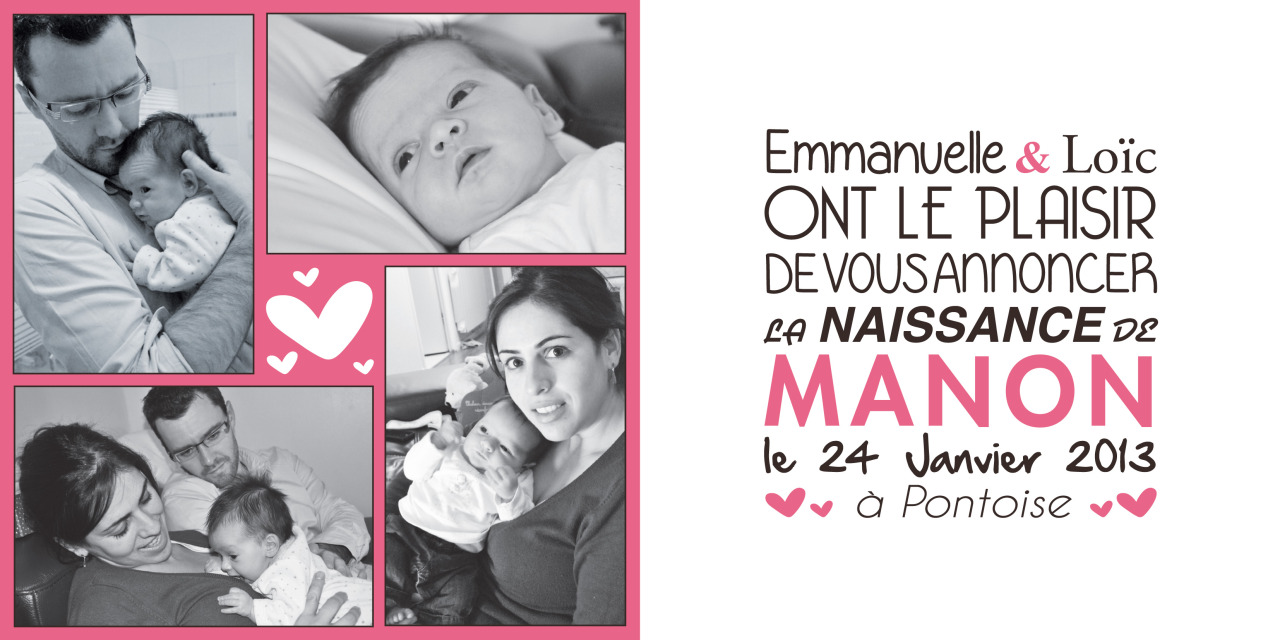 Emmanuelle & Loïc
ONT LE PLAISIR
DE VOUS ANNONCER
LA NAISSANCE DE
MANON
le 24 Janvier 2013
à Pontoise